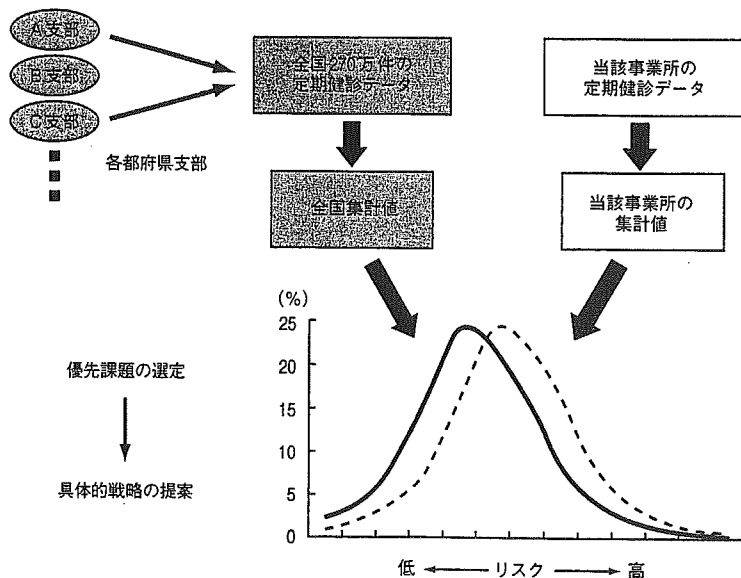 A支部
B支部
C支部
各都府県支部
全国270万件の
定期健診データ
当該事業所の
定期健診データ
全国集計値
当該事業所の
集計値
優先課題の選定
具体的戦略の提案
(%)
25
20
15
10
5
0
低 リスク 高